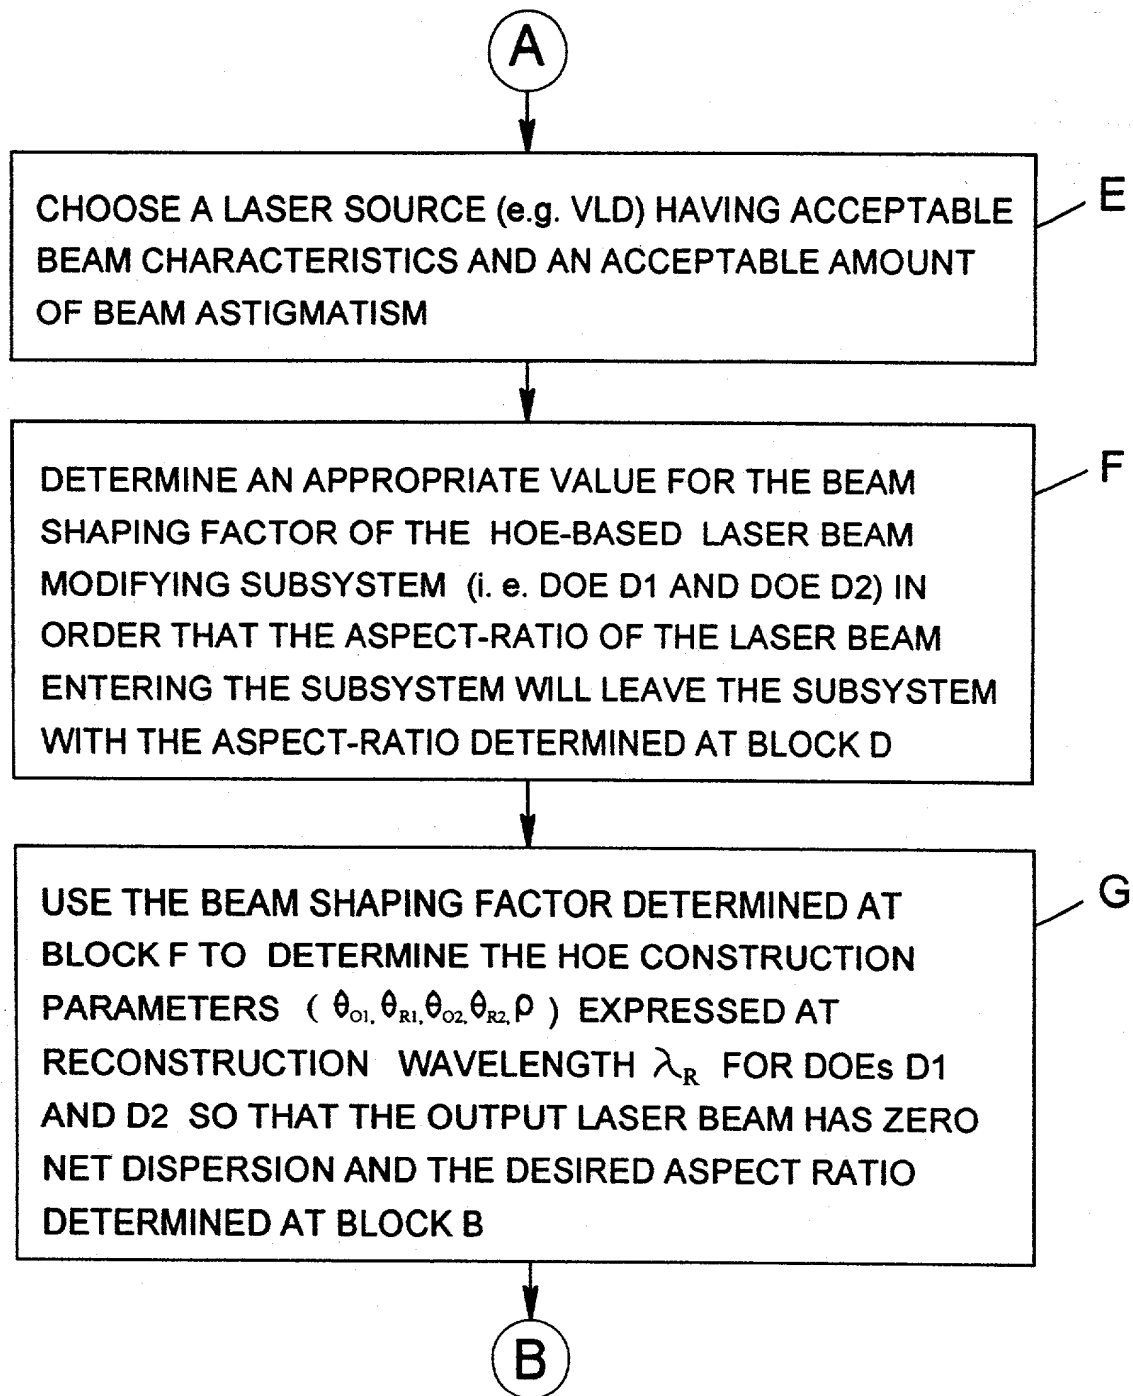 A
CHOOSE A LASER SOURCE (e.g. VLD) HAVING ACCEPTABLE
BEAM CHARACTERISTICS AND AN ACCEPTABLE AMOUNT
OF BEAM ASTIGMATISM
E
DETERMINE AN APPROPRIATE VALUE FOR THE BEAM
SHAPING FACTOR OF THE HOE-BASED LASER BEAM
MODIFYING SUBSYSTEM (i. e. DOE D1 AND DOE D2) IN
ORDER THAT THE ASPECT-RATIO OF THE LASER BEAM
ENTERING THE SUBSYSTEM WILL LEAVE THE SUBSYSTEM
WITH THE ASPECT-RATIO DETERMINED AT BLOCK D
F
USE THE BEAM SHAPING FACTOR DETERMINED AT
BLOCK F TO DETERMINE THE HOE CONSTRUCTION
PARAMETERS ( θ̂O1, θ̂R1, θ̂O2, θ̂R2, ρ ) EXPRESSED AT
RECONSTRUCTION WAVELENGTH λR FOR DOEs D1
AND D2 SO THAT THE OUTPUT LASER BEAM HAS ZERO
NET DISPERSION AND THE DESIRED ASPECT RATIO
DETERMINED AT BLOCK B
G
B